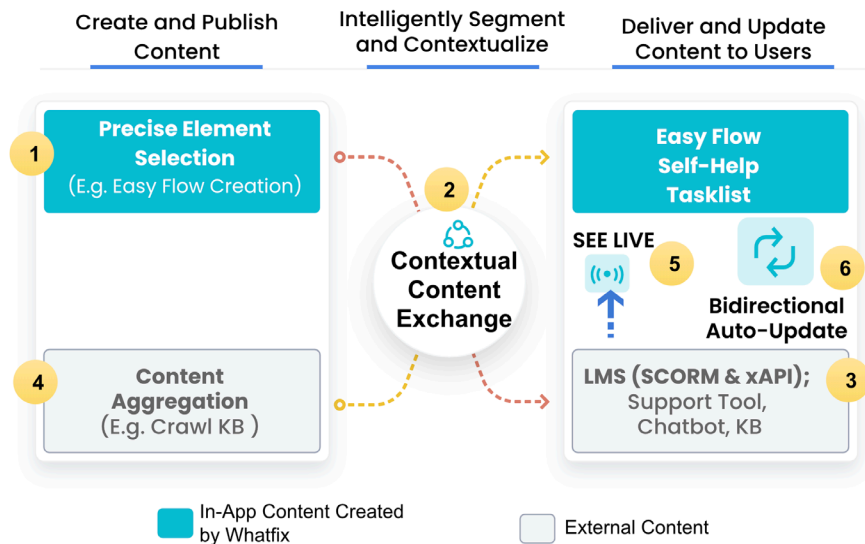 Create and Publish
Content
Intelligently Segment
and Contextualize
Deliver and Update
Content to Users
1
Precise Element
Selection
(E.g. Easy Flow Creation)
2
Contextual
Content
Exchange
Easy Flow
Self-Help
Tasklist
SEE LIVE
5
6
Bidirectional
Auto-Update
4
Content
Aggregation
(E.g. Crawl KB )
LMS (SCORM & xAPI);
Support Tool,
Chatbot, KB
3
In-App Content Created
by Whatfix
External Content